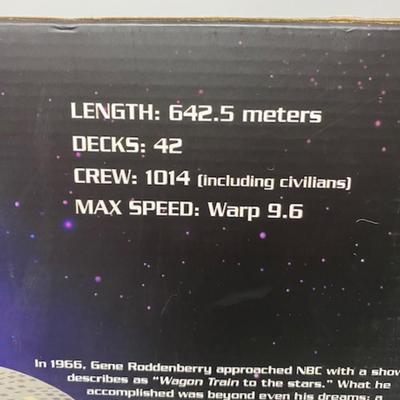 LENGTH: 642.5 meters
DECKS: 42
CREW: 1014 (including civilians)
MAX SPEED: Warp 9.6
In 1966, Gene Roddenberry approached NBC with a show
describes as "Wagon Train to the stars." What he
accomplished was beyond even his dreams: a